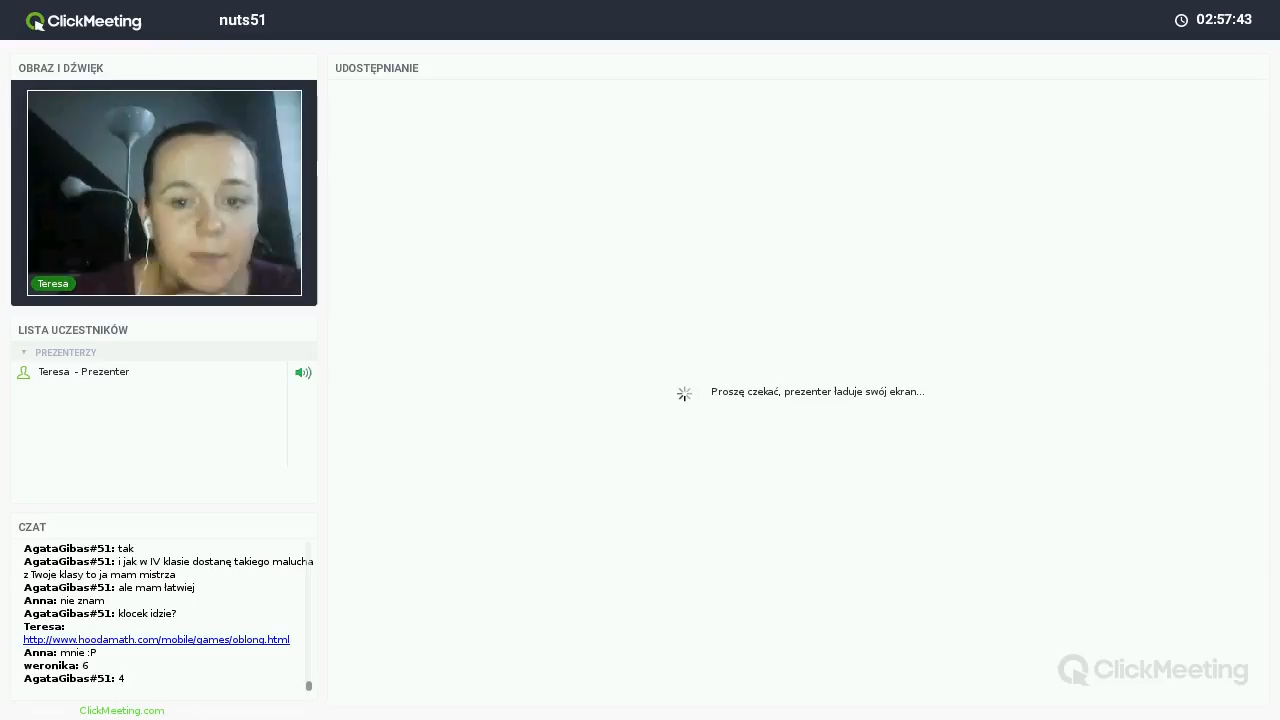 ClickMeeting
nuts51
02:57:43
OBRAZ I DŹWIĘK
Teresa
LISTA UCZESTNIKÓW
PREZENTERZY
Teresa - Prezenter
CZAT
AgataGibas#51: tak
AgataGibas#51: i jak w IV klasie dostanę takiego malucha
z Twoje klasy to ja mam mistrza
AgataGibas#51: ale mam łatwiej
Anna: nie znam
AgataGibas#51: klocek idzie?
Teresa:
http://www.hoodamath.com/mobile/games/oblong.html
Anna: mnie :P
weronika: 6
AgataGibas#51: 4
ClickMeeting.com
UDOSTĘPNIANIE
Proszę czekać, prezenter ładuje swój ekran...
ClickMeeting